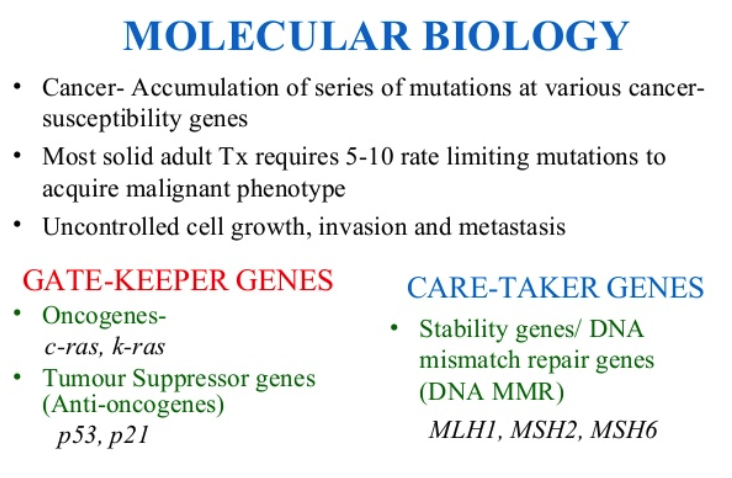 MOLECULAR BIOLOGY
• Cancer- Accumulation of series of mutations at various cancer-
susceptibility genes
• Most solid adult Tx requires 5-10 rate limiting mutations to
acquire malignant phenotype
• Uncontrolled cell growth, invasion and metastasis
GATE-KEEPER GENES
• Oncogenes-
c-ras, k-ras
• Tumour Suppressor genes
(Anti-oncogenes)
p53, p21
CARE-TAKER GENES
• Stability genes/ DNA
mismatch repair genes
(DNA MMR)
MLH1, MSH2, MSH6